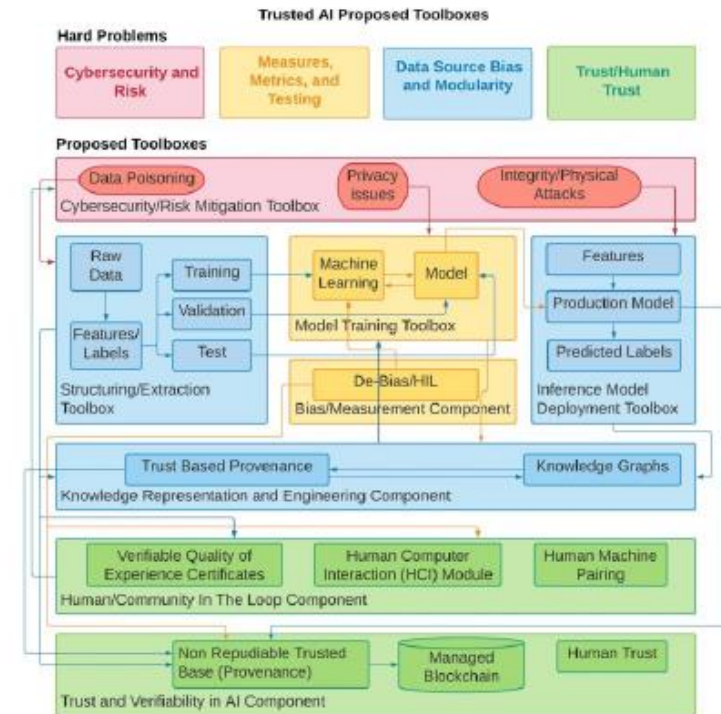 Trusted AI Proposed Toolboxes
Hard Problems
Cybersecurity and
Risk
Measures,
Metrics, and
Testing
Data Source Bias
and Modularity
Trust/Human
Trust
Proposed Toolboxes
Data Poisoning
Privacy
issues
Integrity/Physical
Attacks
Cybersecurity/Risk Mitigation Toolbox
Raw
Data
Features/
Labels
Training
Validation
Test
Structuring/Extraction
Toolbox
Machine
Learning
Model
Model Training Toolbox
De-Bias/HIL
Bias/Measurement Component
Features
Production Model
Predicted Labels
Inference Model
Deployment Toolbox
Trust Based Provenance
Knowledge Graphs
Knowledge Representation and Engineering Component
Verifiable Quality of
Experience Certificates
Human Computer
Interaction (HCI) Module
Human Machine
Pairing
Human/Community In The Loop Component
Non Repudiable Trusted
Base (Provenance)
Managed
Blockchain
Human Trust
Trust and Verifiability in AI Component